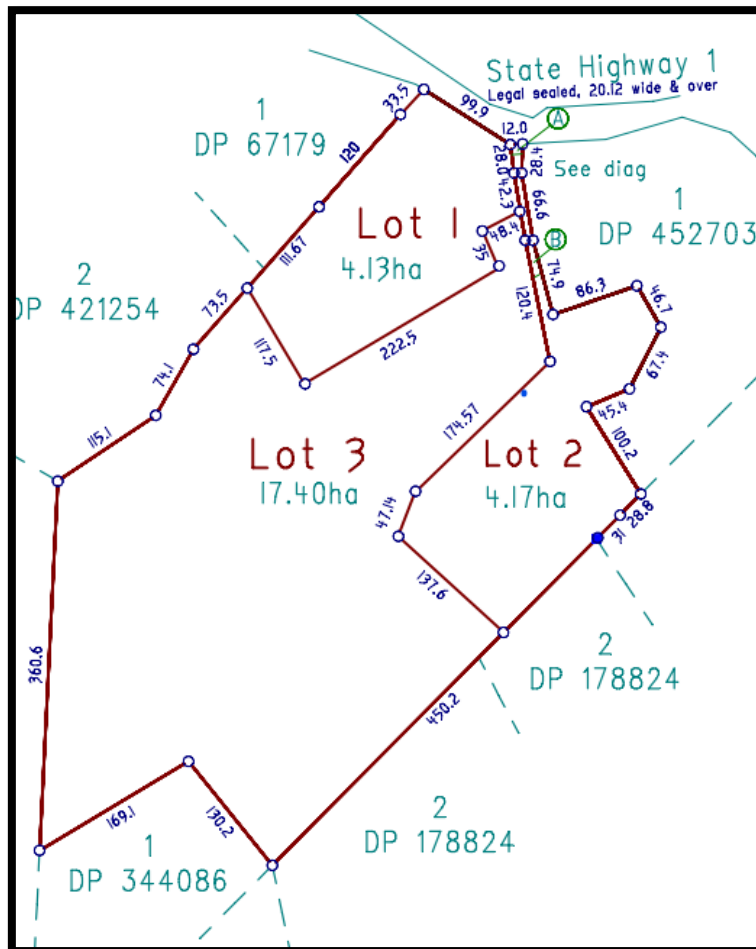 State Highway 1
Legal sealed, 20.12 wide & over
33.5
99.9
A
1
DP 67179
120
12.0
28.0
28.4
See diag
42.3
66.6
1
DP 452703
Lot 1
4.13ha
48.4
B
35
111.67
74.9
2
DP 421254
73.5
86.3
46.7
120.4
117.5
222.5
74.1
67.4
45.4
115.1
174.57
100.2
Lot 3
17.40ha
Lot 2
4.17ha
47.14
31
28.8
137.6
360.6
2
DP 178824
450.2
169.1
130.2
1
DP 344086
2
DP 178824